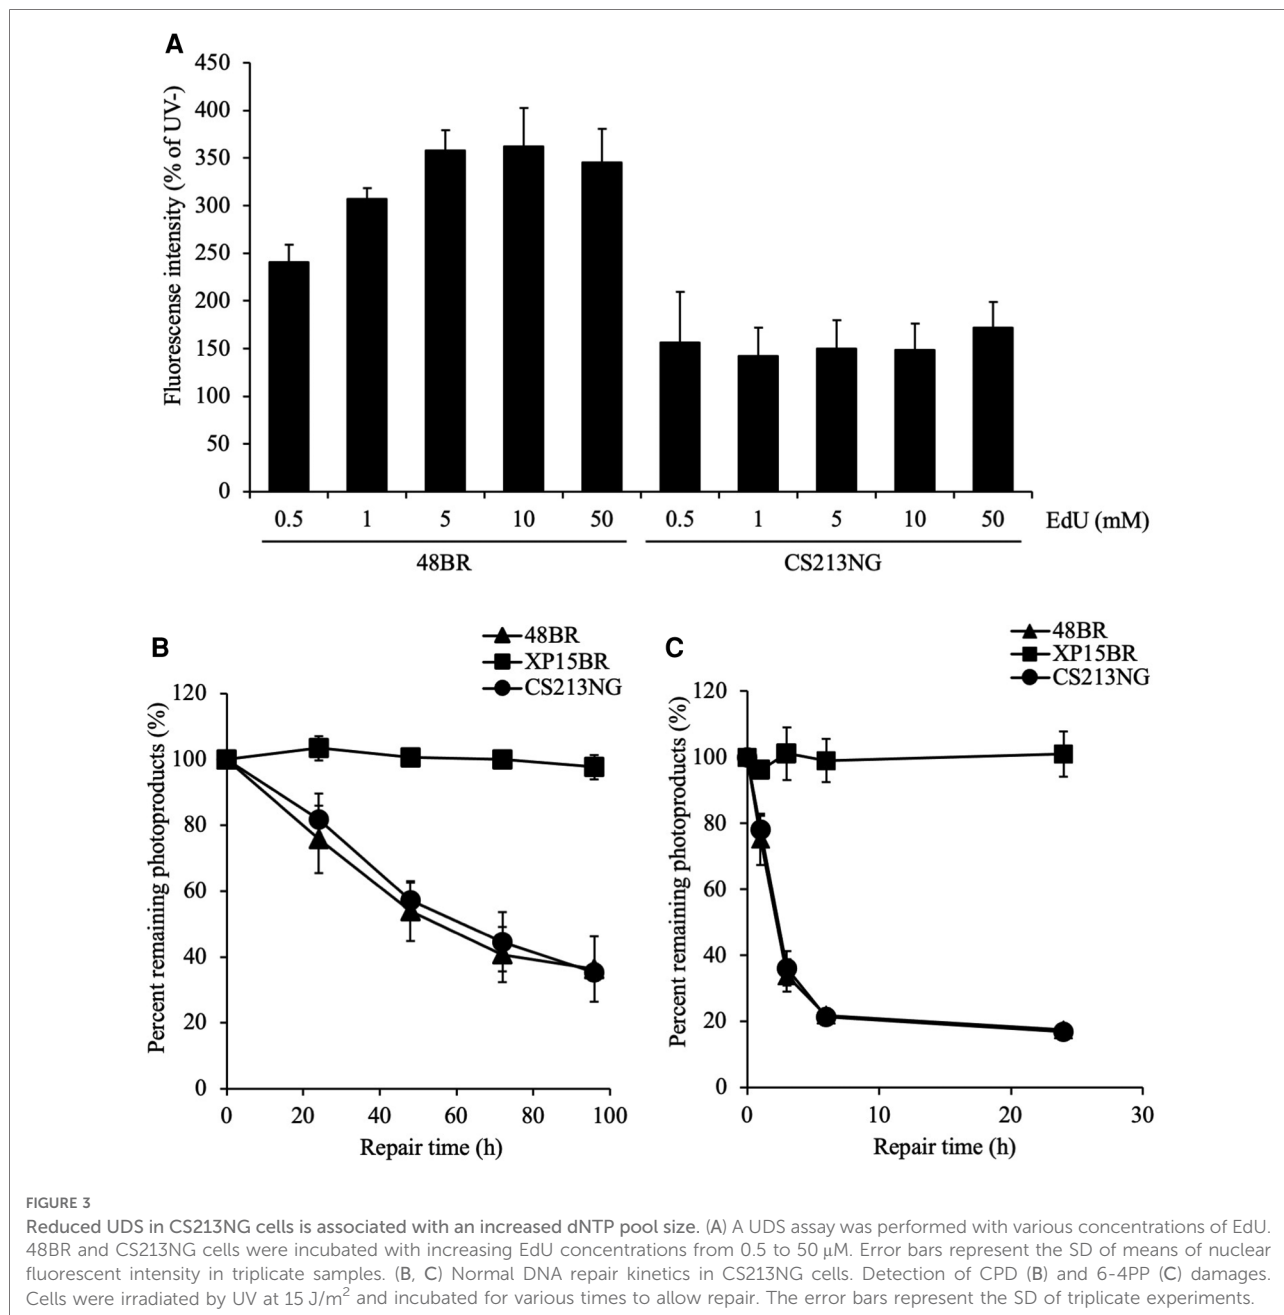 A
Fluorescense intensity (% of UV-)
450
400
350
300
250
200
150
100
50
0
0.5 1 5 10 50 0.5 1 5 10 50 EdU (mM)
48BR CS213NG
B
48BR
XP15BR
CS213NG
Percent remaining photoproducts (%)
120
100
80
60
40
20
0
0 20 40 60 80 100
Repair time (h)
C
48BR
XP15BR
CS213NG
Percent remaining photoproducts (%)
120
100
80
60
40
20
0
0 10 20 30
Repair time (h)
FIGURE 3
Reduced UDS in CS213NG cells is associated with an increased dNTP pool size. (A) A UDS assay was performed with various concentrations of EdU.
48BR and CS213NG cells were incubated with increasing EdU concentrations from 0.5 to 50 μM. Error bars represent the SD of means of nuclear
fluorescent intensity in triplicate samples. (B, C) Normal DNA repair kinetics in CS213NG cells. Detection of CPD (B) and 6-4PP (C) damages.
Cells were irradiated by UV at 15 J/m² and incubated for various times to allow repair. The error bars represent the SD of triplicate experiments.